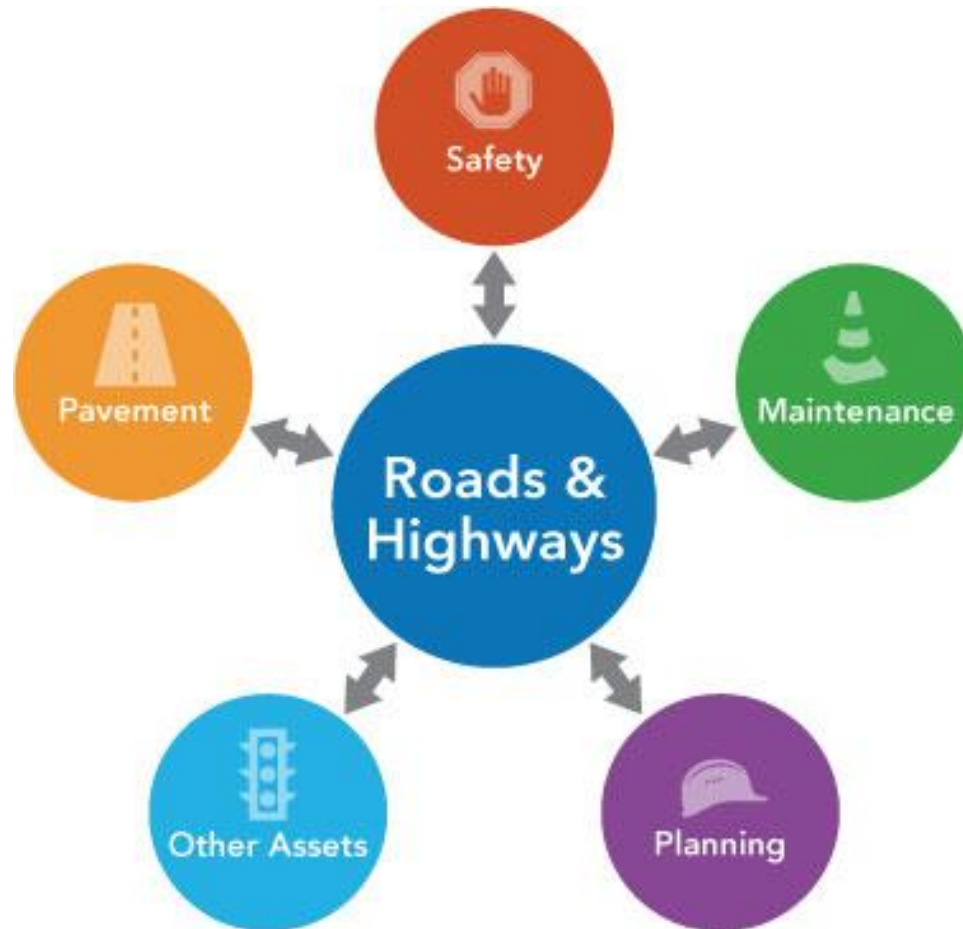 Safety
Pavement
Maintenance
Roads &
Highways
Other Assets
Planning